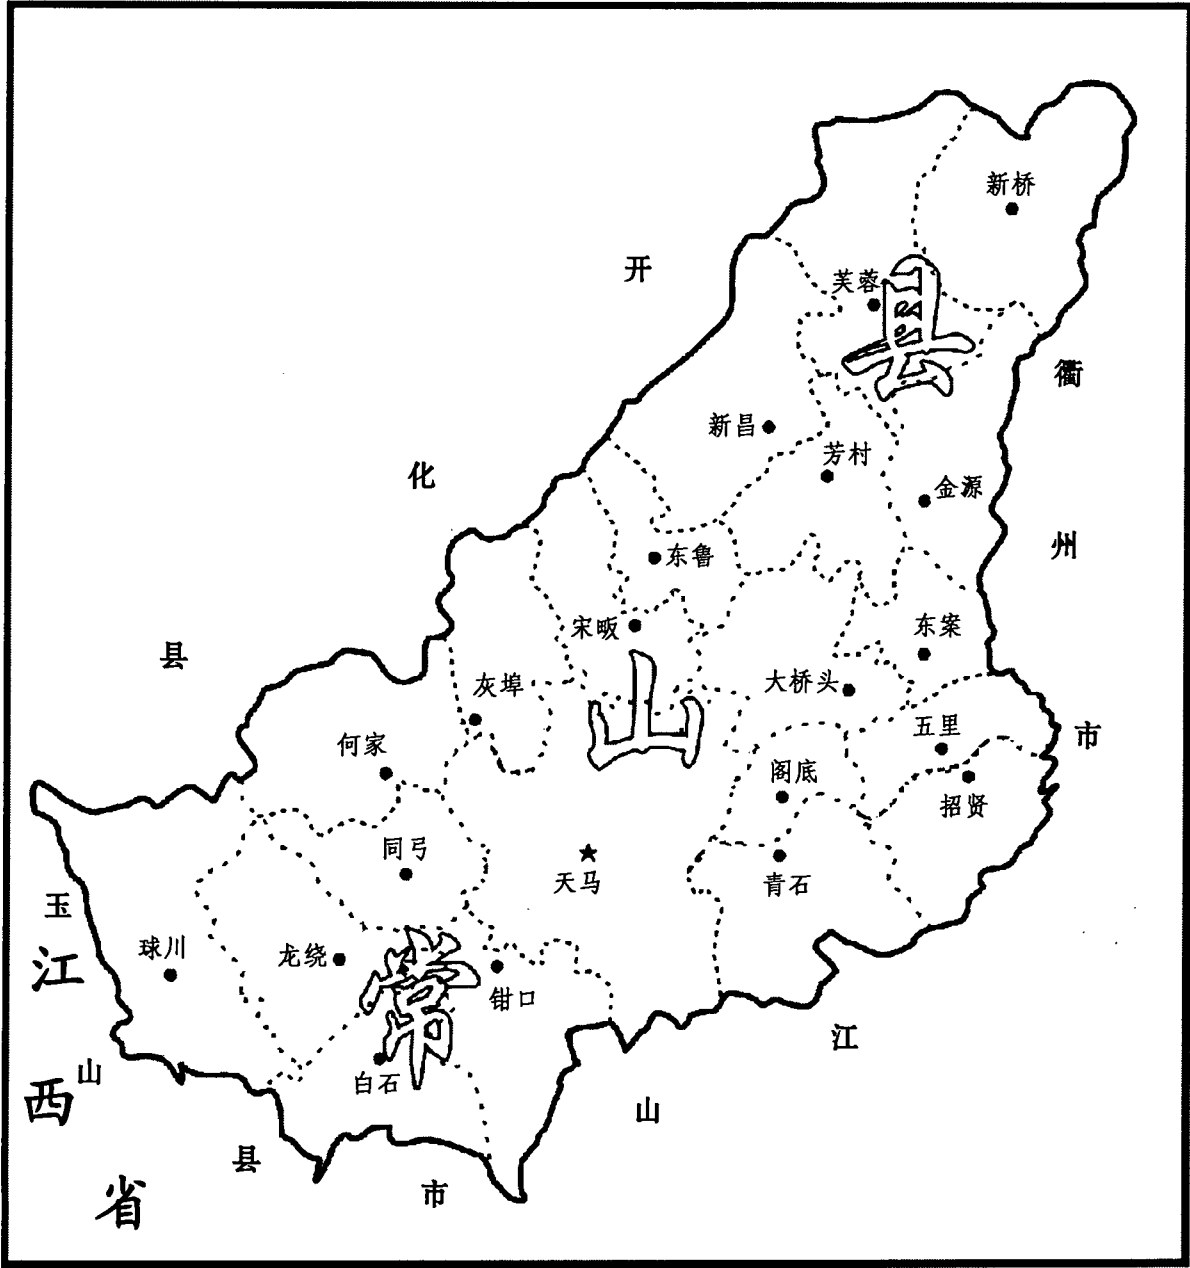 新桥
开
芙蓉
县
衢
新昌
芳村
化
金源
州
东鲁
宋畈
东案
县
灰埠
大桥头
五里
市
何家
阁底
招贤
山
同弓
天马
青石
玉
球川
龙绕
江
钳口
常
江
山
白石
西
山
县
市
省